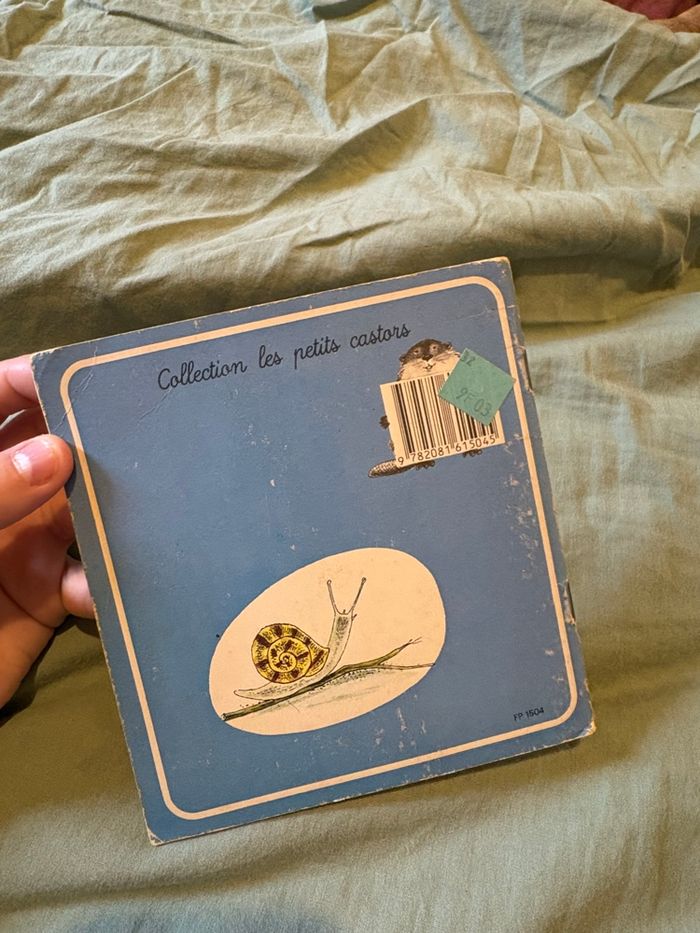 Collection les petits castors
9F03
9 782081 615045
FP 1504